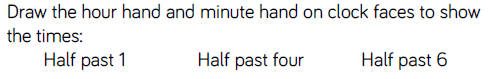 Draw the hour hand and minute hand on clock faces to show
the times:
Half past 1 Half past four Half past 6